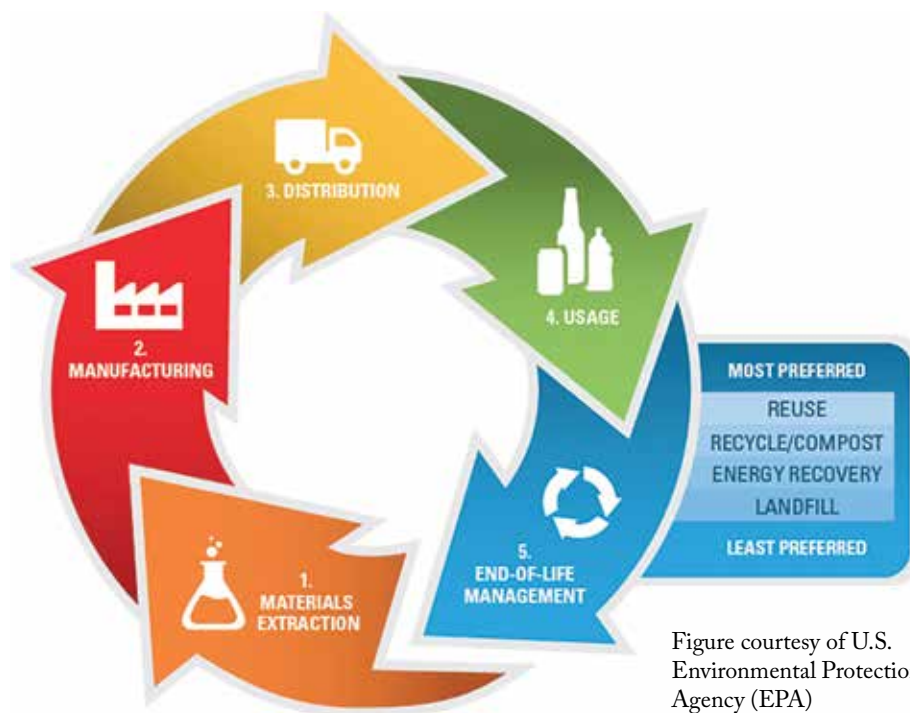 3. DISTRIBUTION
4. USAGE
2.
MANUFACTURING
MOST PREFERRED
REUSE
RECYCLE/COMPOST
ENERGY RECOVERY
LANDFILL
LEAST PREFERRED
5.
END-OF-LIFE
MANAGEMENT
1.
MATERIALS
EXTRACTION
Figure courtesy of U.S.
Environmental Protectio
Agency (EPA)